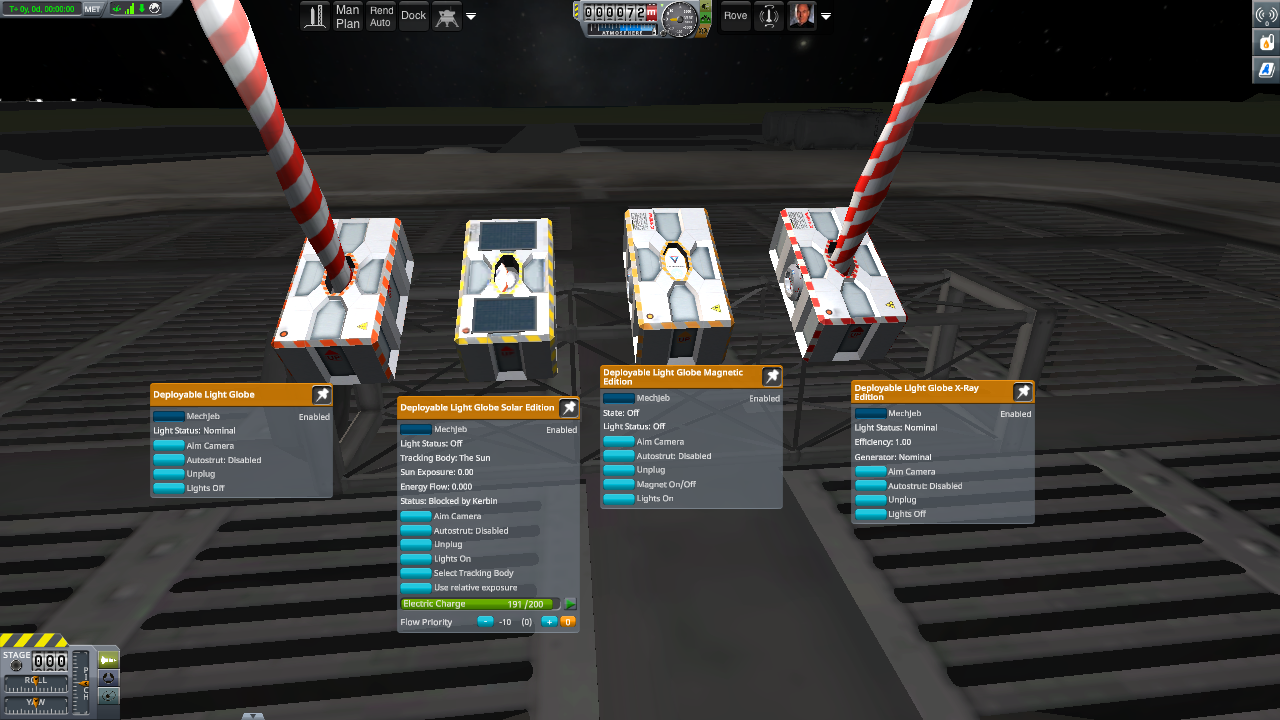 T+ 0y, 0d, 00:00:00 MET
Man Plan
Rend Auto
Dock
000072m
ATMOSPHERE
Rove
A
Deployable Light Globe
MechJeb Enabled
Light Status: Nominal
Aim Camera
Autostrut: Disabled
Unplug
Lights Off
Deployable Light Globe Solar Edition
MechJeb Enabled
Light Status: Off
Tracking Body: The Sun
Sun Exposure: 0.00
Energy Flow: 0.000
Status: Blocked by Kerbin
Aim Camera
Autostrut: Disabled
Unplug
Lights On
Select Tracking Body
Use relative exposure
Electric Charge 191 /200
Flow Priority - -10 (0) + 0
Deployable Light Globe Magnetic
Edition
MechJeb Enabled
State: Off
Light Status: Off
Aim Camera
Autostrut: Disabled
Unplug
Magnet On/Off
Lights On
Deployable Light Globe X-Ray
Edition
MechJeb Enabled
Light Status: Nominal
Efficiency: 1.00
Generator: Nominal
Aim Camera
Autostrut: Disabled
Unplug
Lights Off
STAGE 000
ROLL
YAW
PITCH